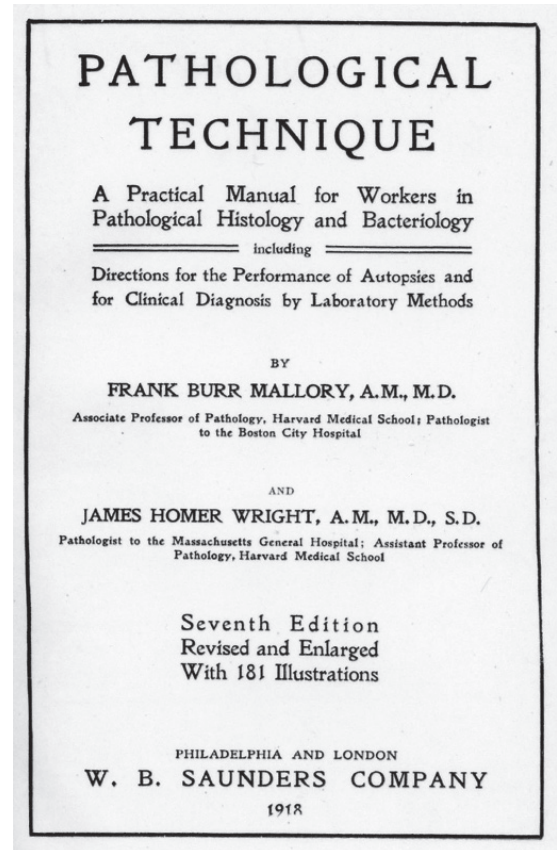 PATHOLOGICAL
TECHNIQUE
A Practical Manual for Workers in
Pathological Histology and Bacteriology
including
Directions for the Performance of Autopsies and
for Clinical Diagnosis by Laboratory Methods
BY
FRANK BURR MALLORY, A.M., M.D.
Associate Professor of Pathology, Harvard Medical School; Pathologist
to the Boston City Hospital
AND
JAMES HOMER WRIGHT, A.M., M.D., S.D.
Pathologist to the Massachusetts General Hospital; Assistant Professor of
Pathology, Harvard Medical School
Seventh Edition
Revised and Enlarged
With 181 Illustrations
PHILADELPHIA AND LONDON
W. B. SAUNDERS COMPANY
1918